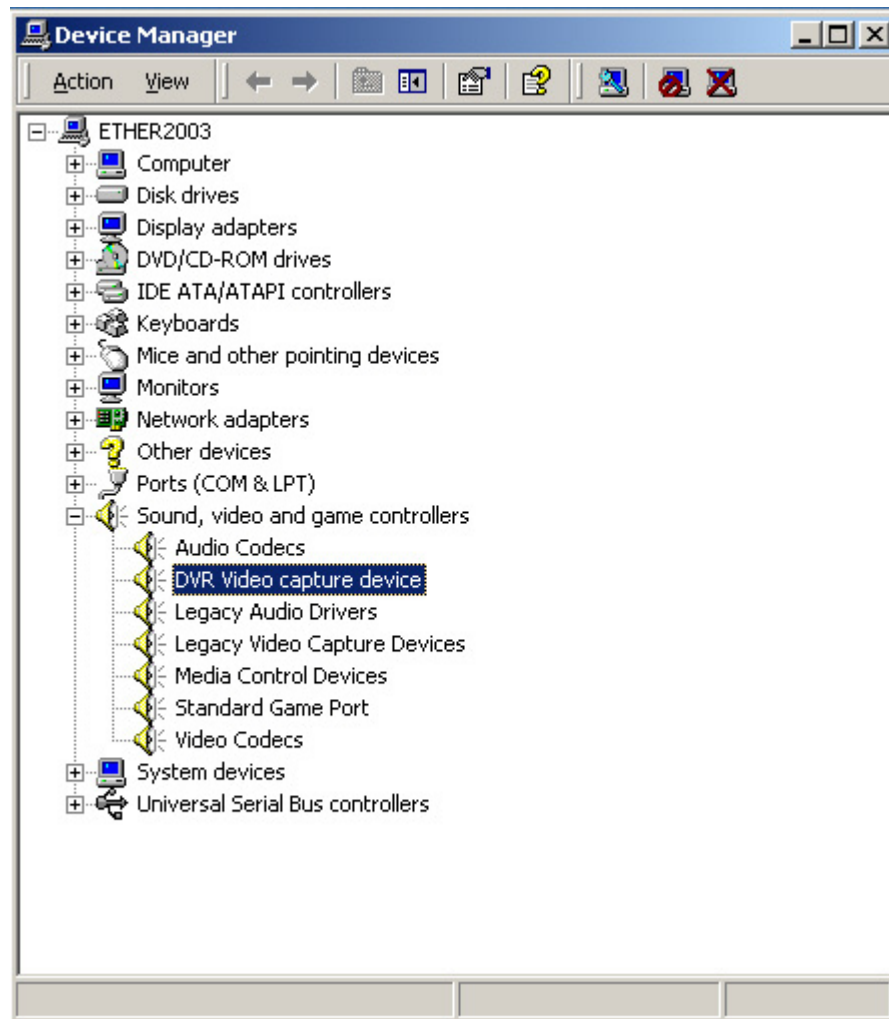 Device Manager
Action View
ETHER2003
Computer
Disk drives
Display adapters
DVD/CD-ROM drives
IDE ATA/ATAPI controllers
Keyboards
Mice and other pointing devices
Monitors
Network adapters
Other devices
Ports (COM & LPT)
Sound, video and game controllers
Audio Codecs
DVR Video capture device
Legacy Audio Drivers
Legacy Video Capture Devices
Media Control Devices
Standard Game Port
Video Codecs
System devices
Universal Serial Bus controllers